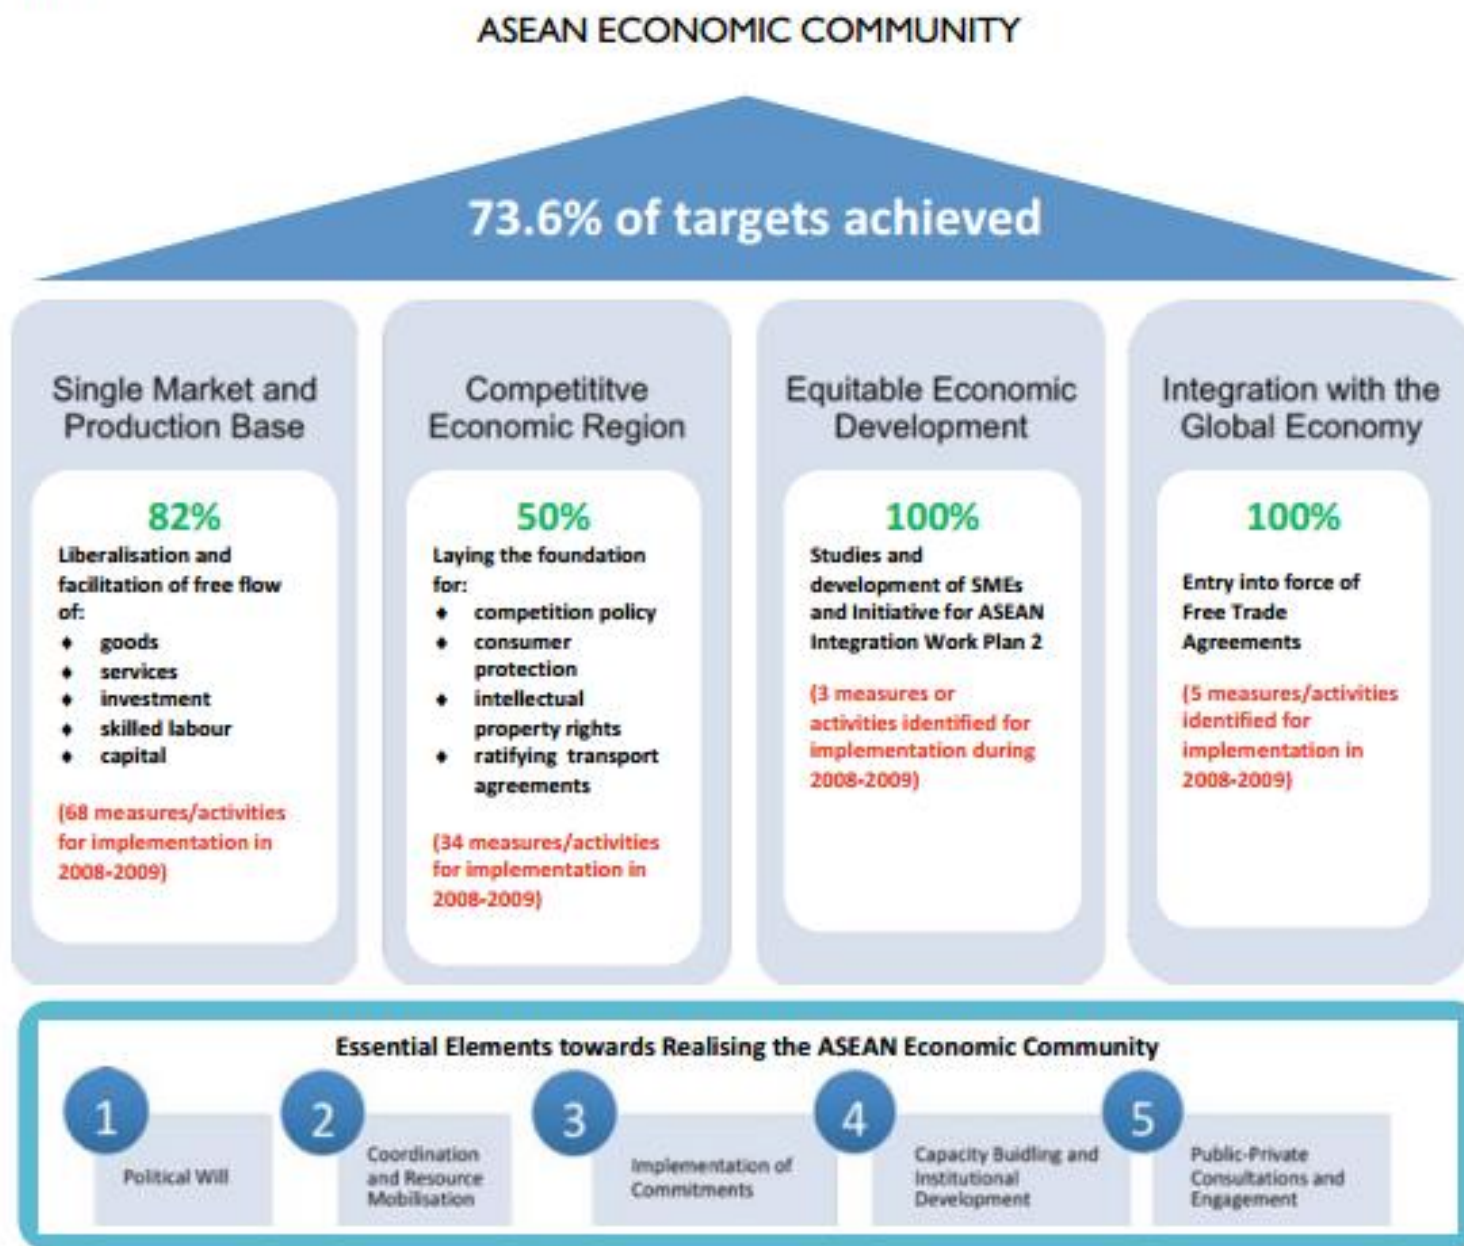 ASEAN ECONOMIC COMMUNITY
73.6% of targets achieved
Single Market and
Production Base
82%
Liberalisation and
facilitation of free flow
of:
♦ goods
♦ services
♦ investment
♦ skilled labour
♦ capital
(68 measures/activities
for implementation in
2008-2009)
Competititve
Economic Region
50%
Laying the foundation
for:
♦ competition policy
♦ consumer
protection
♦ intellectual
property rights
♦ ratifying transport
agreements
(34 measures/activities
for implementation in
2008-2009)
Equitable Economic
Development
100%
Studies and
development of SMEs
and Initiative for ASEAN
Integration Work Plan 2
(3 measures or
activities identified for
implementation during
2008-2009)
Integration with the
Global Economy
100%
Entry into force of
Free Trade
Agreements
(5 measures/activities
identified for
implementation in
2008-2009)
Essential Elements towards Realising the ASEAN Economic Community
1
Political Will
2
Coordination
and Resource
Mobilisation
3
Implementation of
Commitments
4
Capacity Buidling and
Institutional
Development
5
Public-Private
Consultations and
Engagement